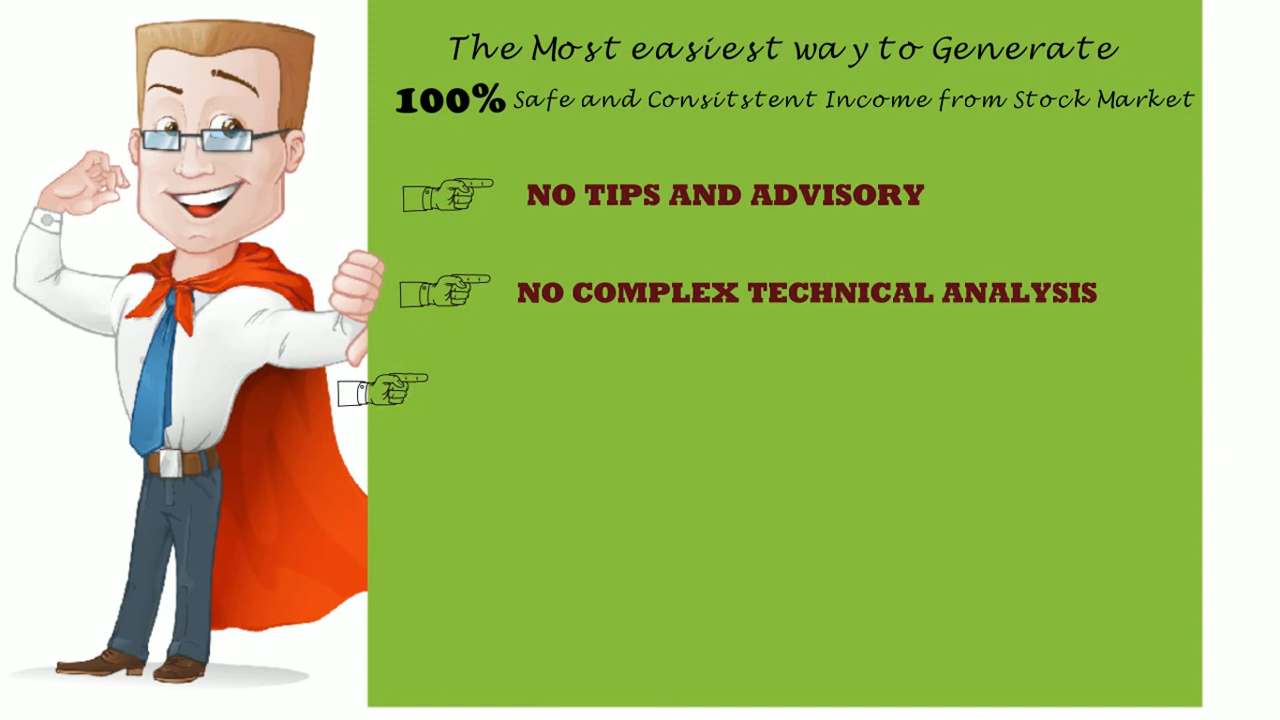 The Most easiest way to Generate
100% Safe and Consitstent Income from Stock Market
NO TIPS AND ADVISORY
NO COMPLEX TECHNICAL ANALYSIS